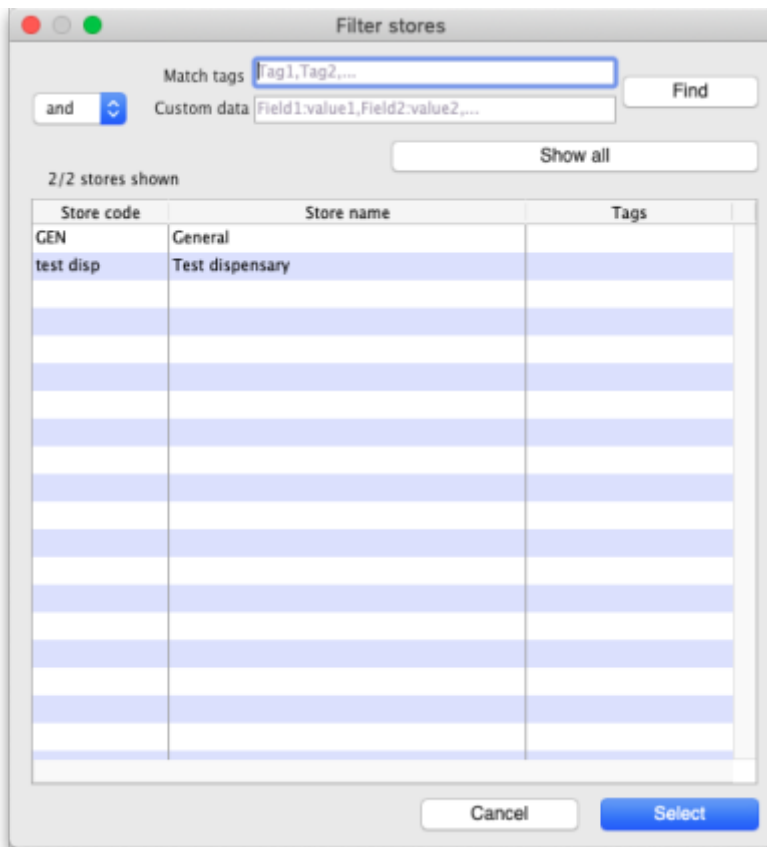 Filter stores
Match tags Tag1,Tag2,...
Find
and
Custom data Field1:value1,Field2:value2,...
Show all
2/2 stores shown
Store code Store name Tags
GEN General
test disp Test dispensary
Cancel Select